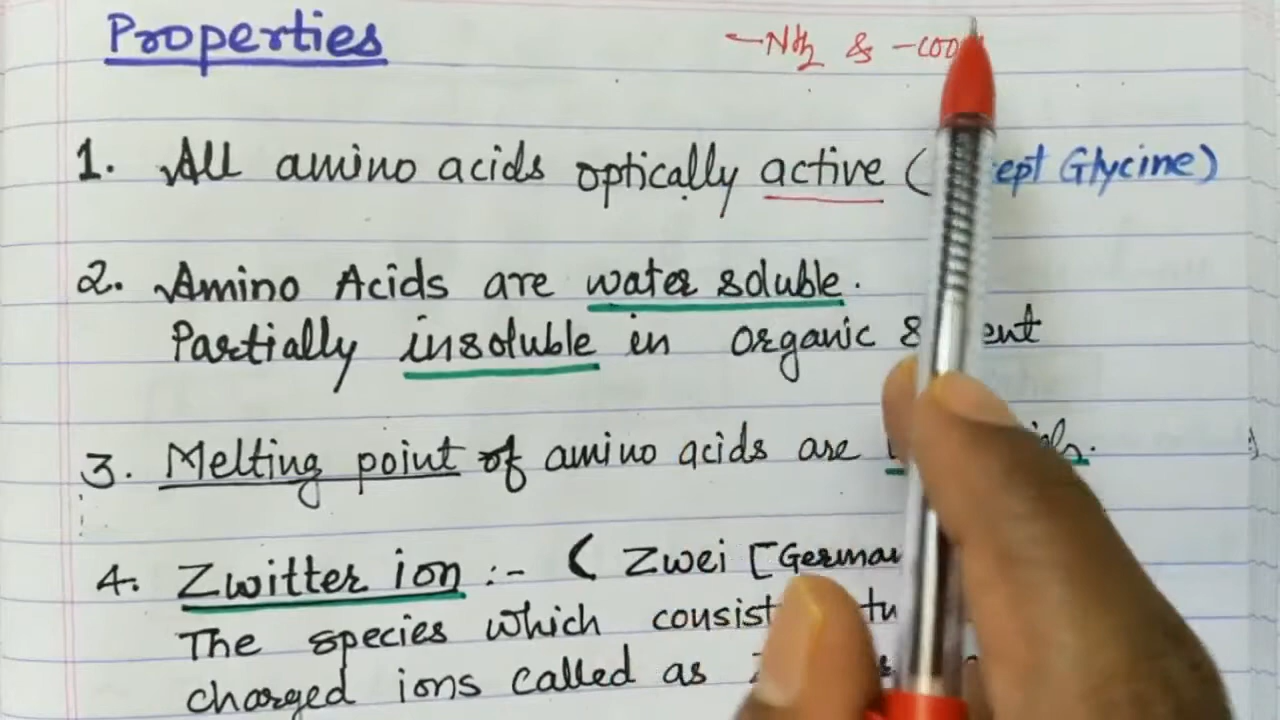 Properties
-NH2 & -COO
1. All amino acids optically active ( ept Glycine)
2. Amino Acids are water soluble.
Partially insoluble in organic ent
3. Melting point of amino acids are
4. Zwitter ion :- ( Zwei [German
The species which consist
charged ions called as